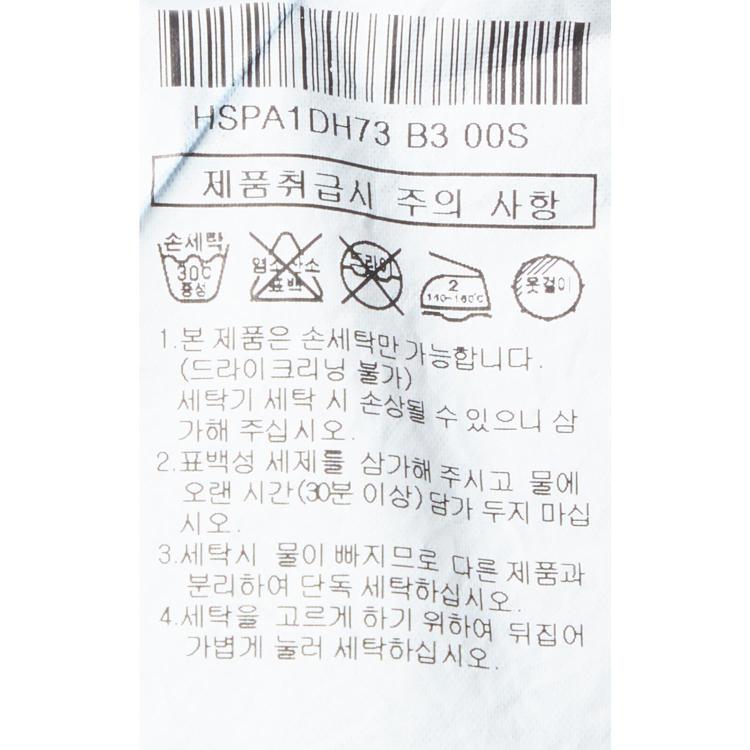 HSPA1DH73 B3 00S
제품취급시 주의 사항
손세탁
30℃
중성
염소산소
표백
드라이
2
140-160℃
옷걸이
1.본 제품은 손세탁만 가능합니다.
(드라이크리닝 불가)
세탁기 세탁 시 손상될 수 있으니 삼
가해 주십시오.
2.표백성 세제를 삼가해 주시고 물에
오랜 시간(30분 이상)담가 두지 마십
시오.
3.세탁시 물이 빠지므로 다른 제품과
분리하여 단독 세탁하십시오.
4.세탁을 고르게 하기 위하여 뒤집어
가볍게 눌러 세탁하십시오.